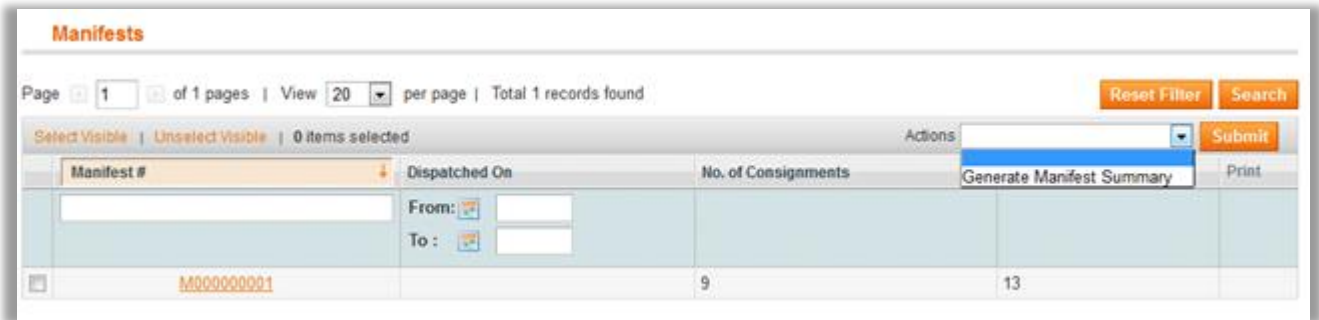 Manifests
Page 1 of 1 pages | View 20 per page | Total 1 records found
Reset Filter Search
Select Visible | Unselect Visible | 0 items selected
Actions Submit
Manifest # Dispatched On No. of Consignments Generate Manifest Summary Print
From:
To :
M000000001 9 13